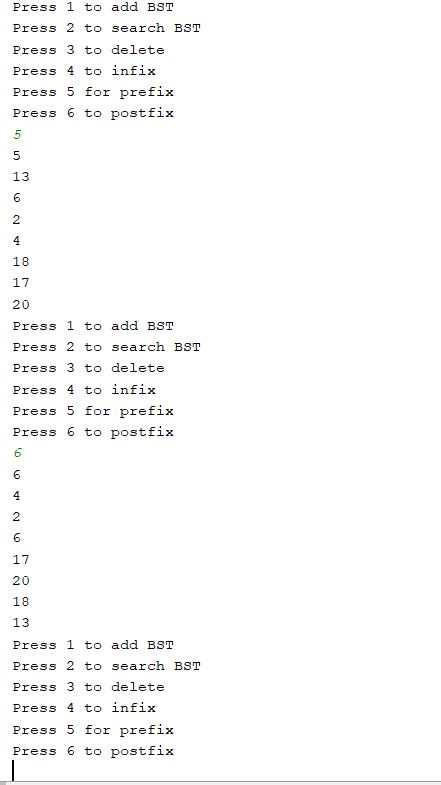 Press 1 to add BST
Press 2 to search BST
Press 3 to delete
Press 4 to infix
Press 5 for prefix
Press 6 to postfix
5
5
13
6
2
4
18
17
20
Press 1 to add BST
Press 2 to search BST
Press 3 to delete
Press 4 to infix
Press 5 for prefix
Press 6 to postfix
6
6
4
2
6
17
20
18
13
Press 1 to add BST
Press 2 to search BST
Press 3 to delete
Press 4 to infix
Press 5 for prefix
Press 6 to postfix